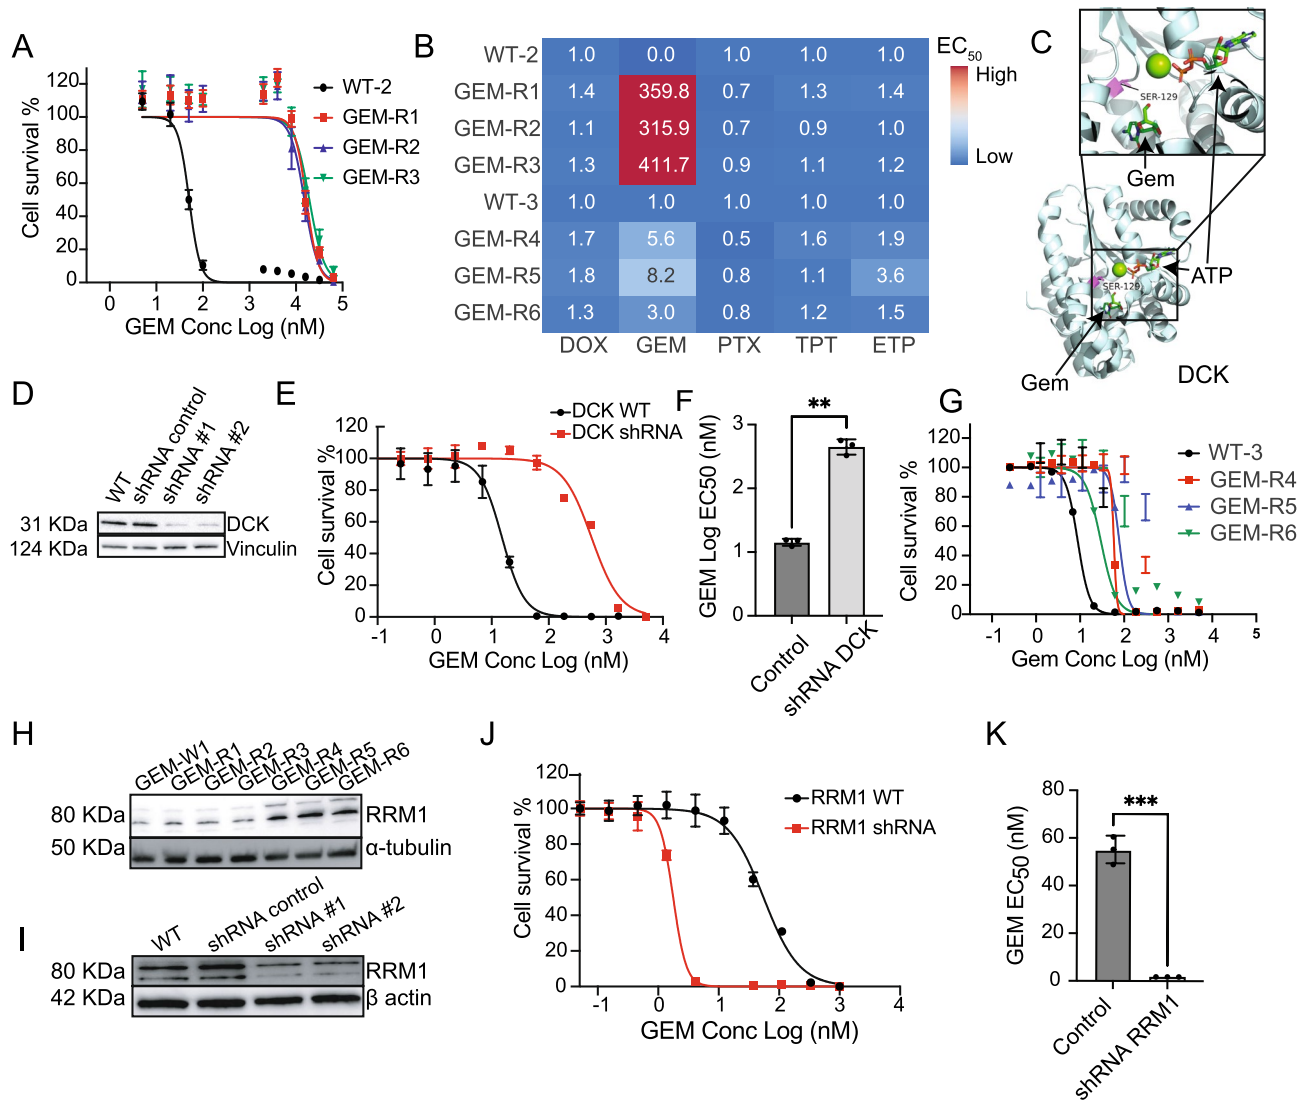 A
120
100
80
60
40
20
0
Cell survival %
0 1 2 3 4 5
GEM Conc Log (nM)
WT-2
GEM-R1
GEM-R2
GEM-R3
B
WT-2 1.0 0.0 1.0 1.0 1.0
GEM-R1 1.4 359.8 0.7 1.3 1.4
GEM-R2 1.1 315.9 0.7 0.9 1.0
GEM-R3 1.3 411.7 0.9 1.1 1.2
WT-3 1.0 1.0 1.0 1.0 1.0
GEM-R4 1.7 5.6 0.5 1.6 1.9
GEM-R5 1.8 8.2 0.8 1.1 3.6
GEM-R6 1.3 3.0 0.8 1.2 1.5
DOX GEM PTX TPT ETP
EC50
High
Low
C
SER-129
Gem
SER-129
ATP
Gem
DCK
D
WT
shRNA control
shRNA #1
shRNA #2
31 KDa DCK
124 KDa Vinculin
E
120
100
80
60
40
20
0
Cell survival %
-1 0 1 2 3 4
GEM Conc Log (nM)
DCK WT
DCK shRNA
F
GEM Log EC50 (nM)
3
2
1
0
**
Control
shRNA DCK
G
120
100
80
60
40
20
0
Cell survival %
-1 0 1 2 3 4 5
Gem Conc Log (nM)
WT-3
GEM-R4
GEM-R5
GEM-R6
H
GEM-W1
GEM-R1
GEM-R2
GEM-R3
GEM-R4
GEM-R5
GEM-R6
80 KDa RRM1
50 KDa α-tubulin
I
WT
shRNA control
shRNA #1
shRNA #2
80 KDa RRM1
42 KDa β actin
J
120
100
80
60
40
20
0
Cell survival %
-1 0 1 2 3 4
GEM Conc Log (nM)
RRM1 WT
RRM1 shRNA
K
GEM EC50 (nM)
80
60
40
20
0
***
Control
shRNA RRM1